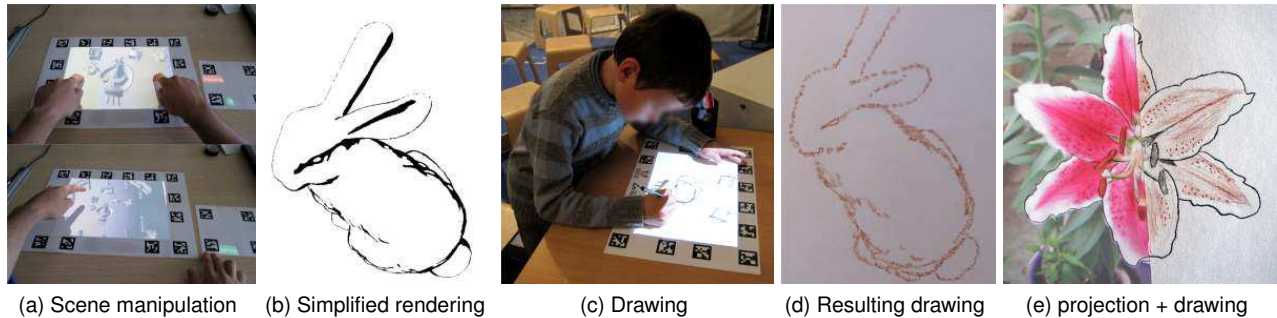 (a) Scene manipulation
(b) Simplified rendering
(c) Drawing
(d) Resulting drawing
(e) projection + drawing